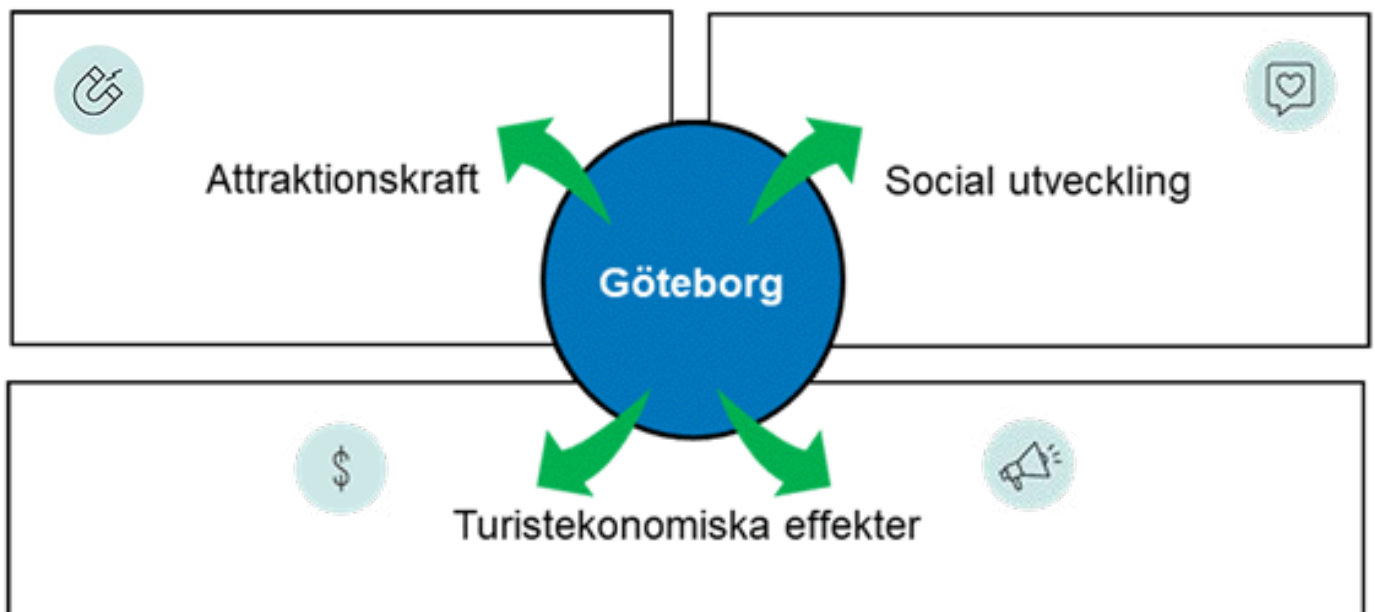 Attraktionskraft
Social utveckling
Göteborg
$
Turistekonomiska effekter